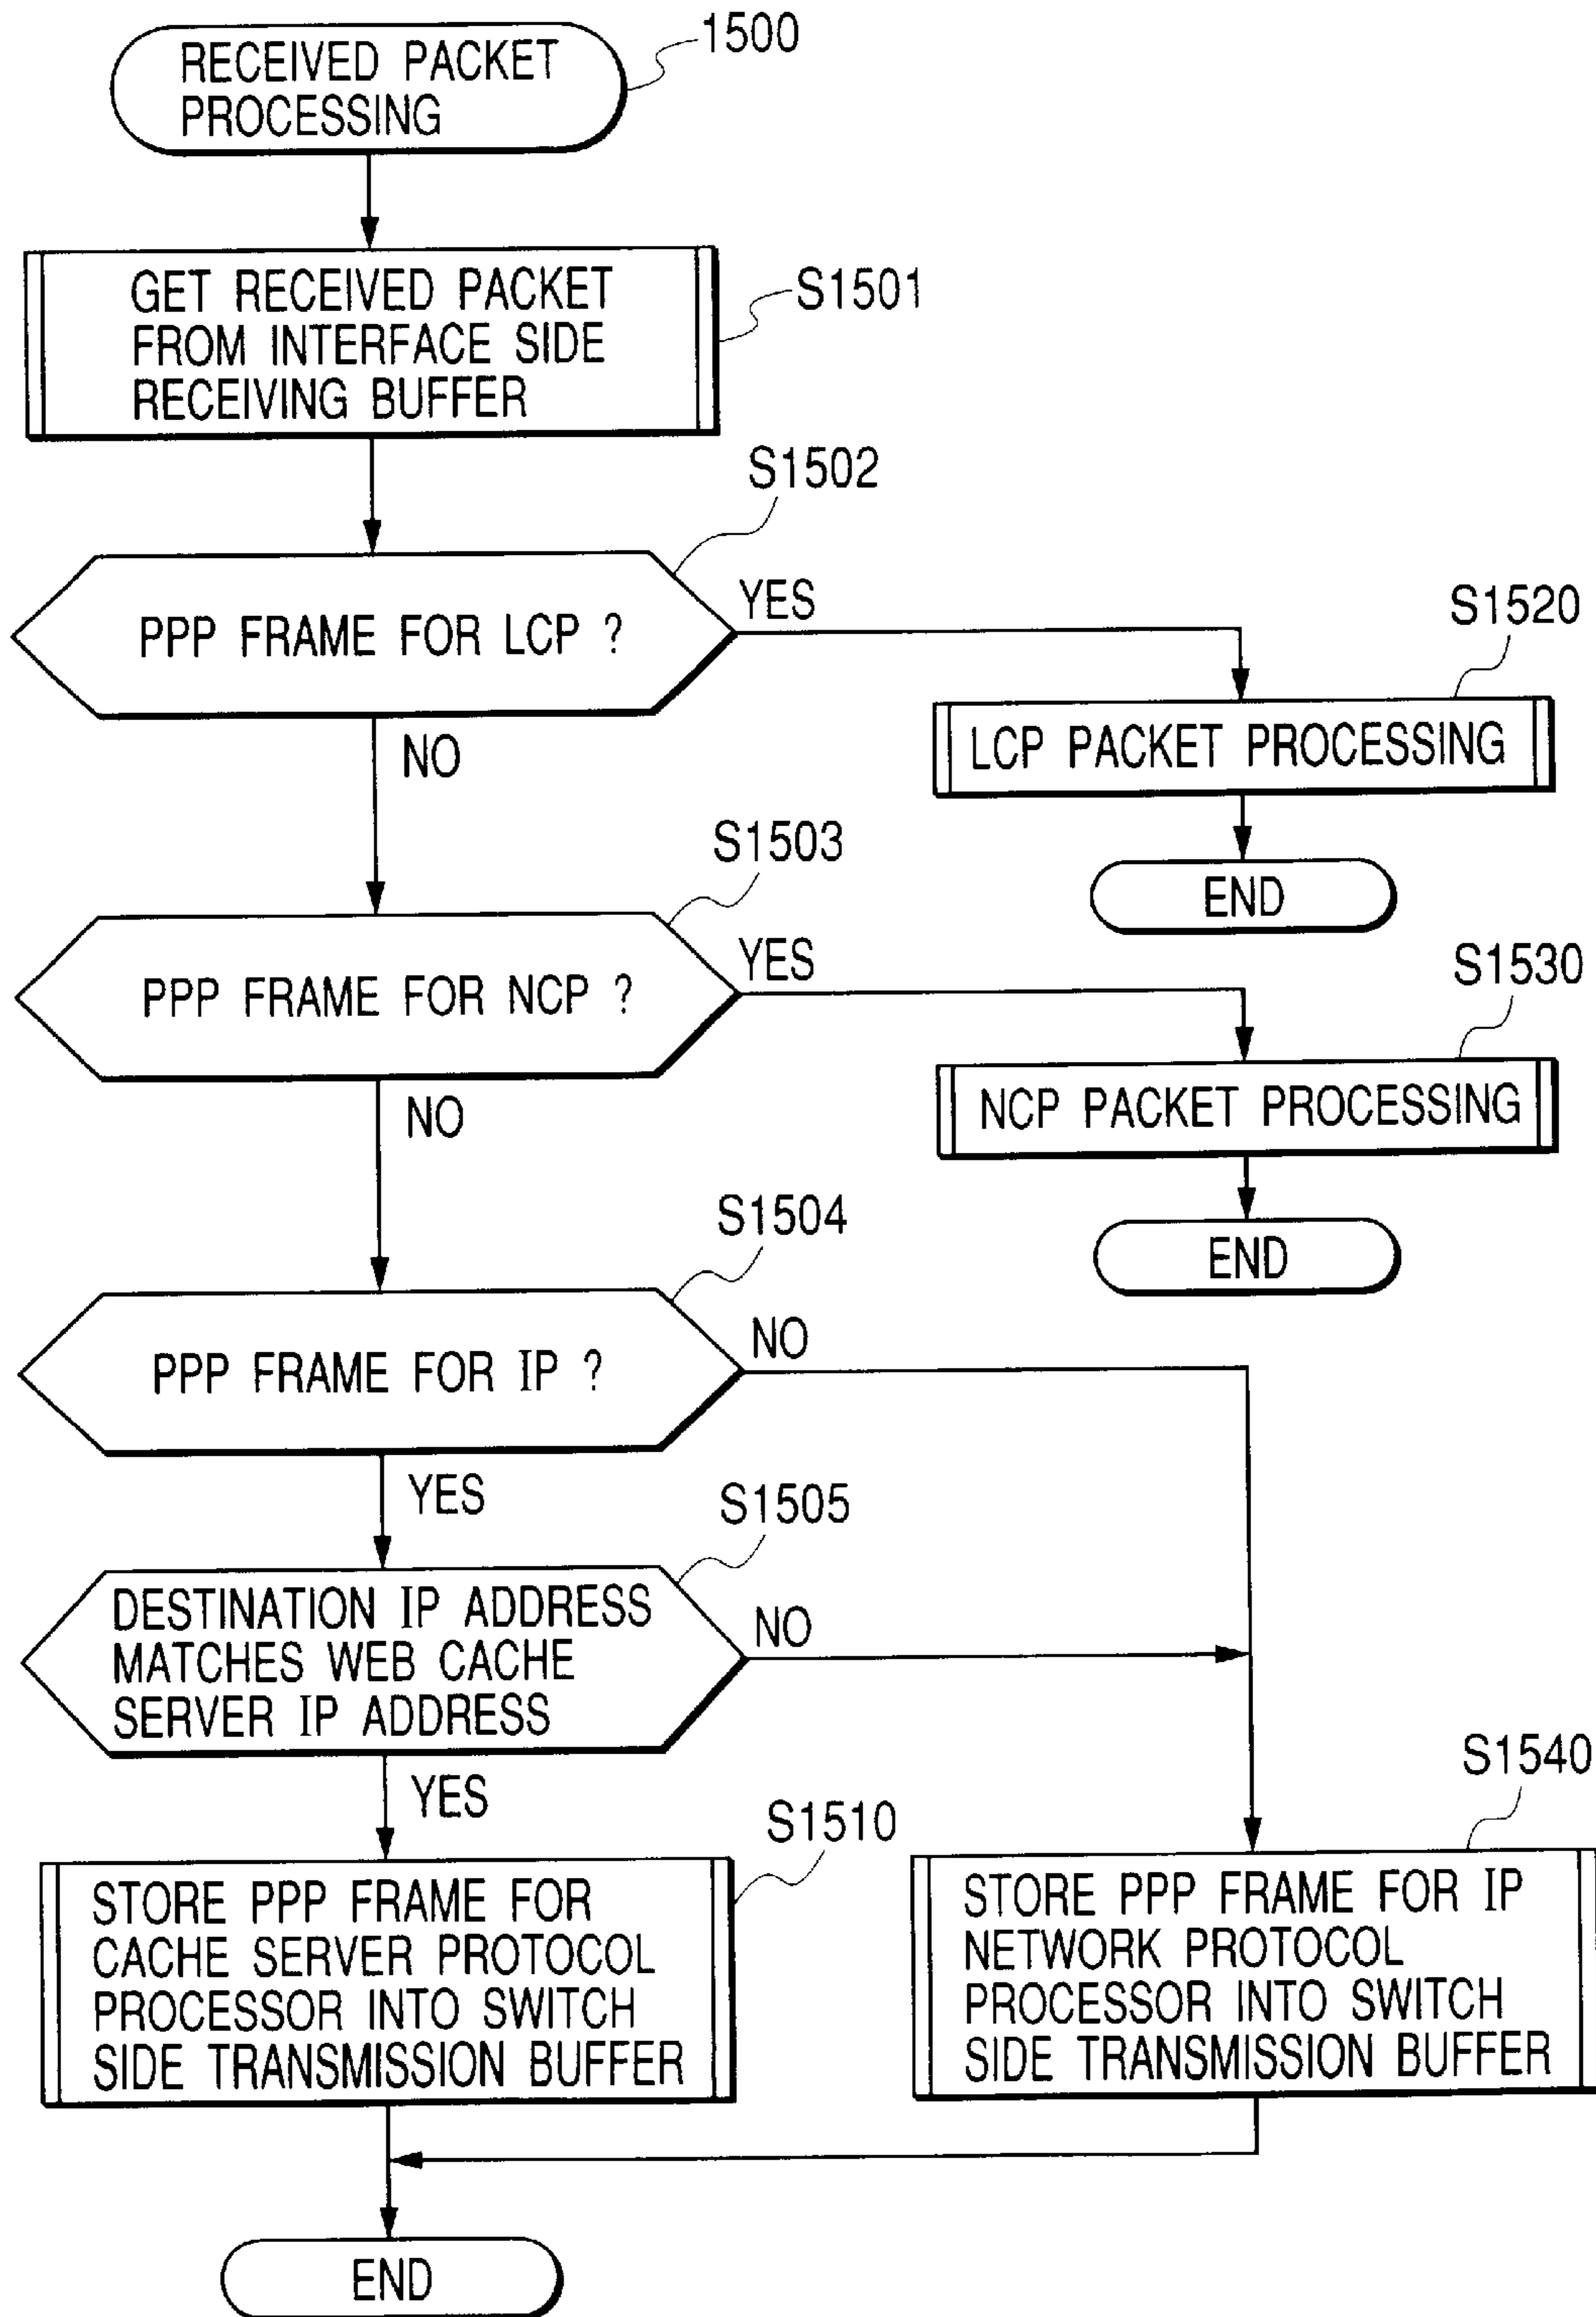 RECEIVED PACKET
PROCESSING
1500
GET RECEIVED PACKET
FROM INTERFACE SIDE
RECEIVING BUFFER
S1501
S1502
PPP FRAME FOR LCP ?
YES
NO
S1520
LCP PACKET PROCESSING
END
S1503
PPP FRAME FOR NCP ?
YES
NO
S1530
NCP PACKET PROCESSING
END
S1504
PPP FRAME FOR IP ?
NO
YES
S1505
DESTINATION IP ADDRESS
MATCHES WEB CACHE
SERVER IP ADDRESS
NO
YES
S1510
STORE PPP FRAME FOR
CACHE SERVER PROTOCOL
PROCESSOR INTO SWITCH
SIDE TRANSMISSION BUFFER
S1540
STORE PPP FRAME FOR IP
NETWORK PROTOCOL
PROCESSOR INTO SWITCH
SIDE TRANSMISSION BUFFER
END